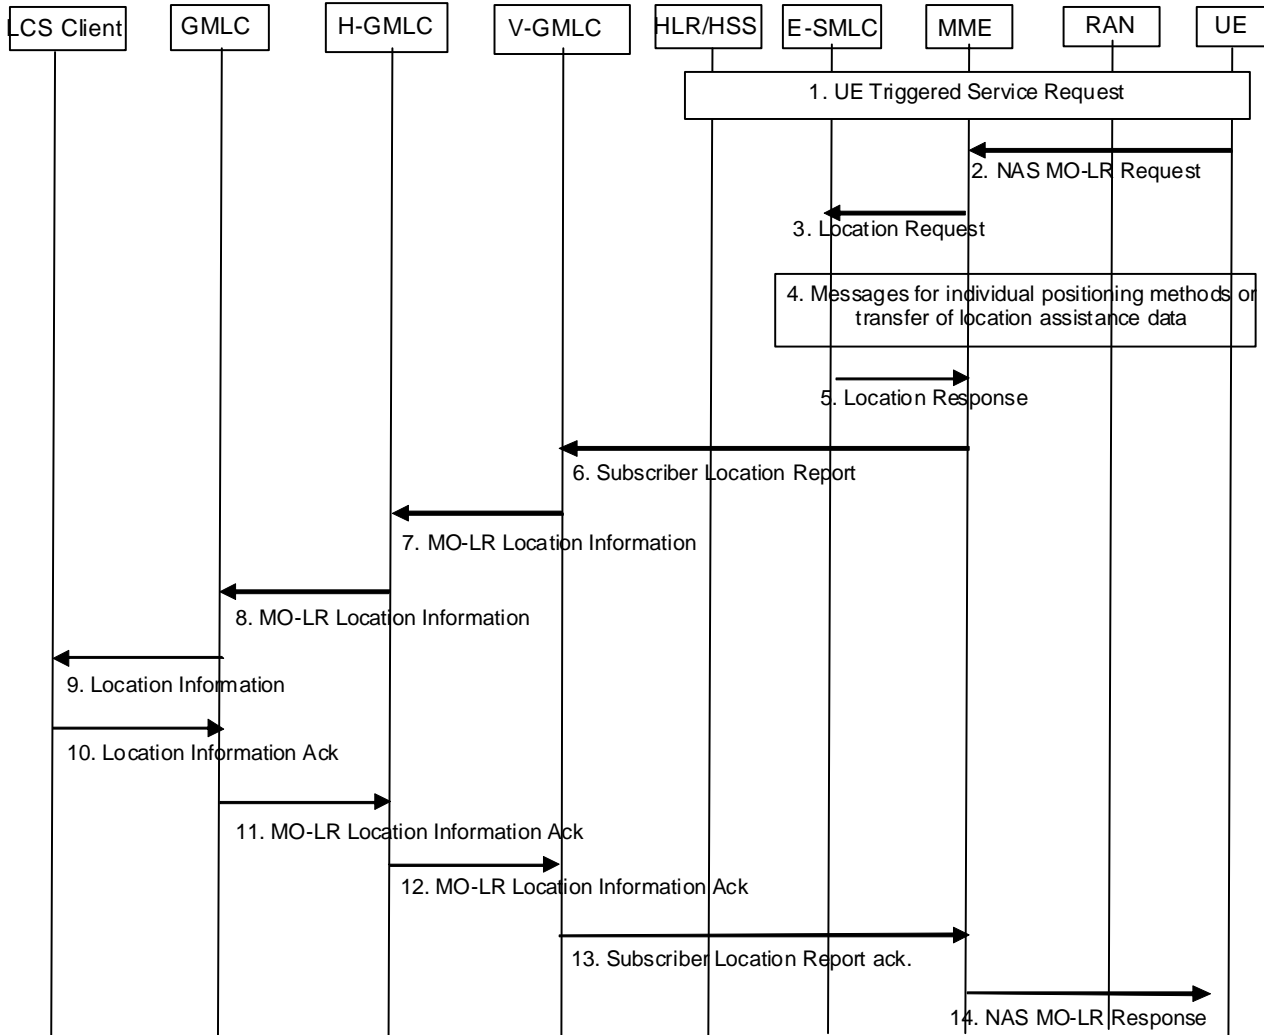 LCS Client
GMLC
H-GMLC
V-GMLC
HLR/HSS
E-SMLC
MME
RAN
UE
1. UE Triggered Service Request
2. NAS MO-LR Request
3. Location Request
4. Messages for individual positioning methods or
transfer of location assistance data
5. Location Response
6. Subscriber Location Report
7. MO-LR Location Information
8. MO-LR Location Information
9. Location Information
10. Location Information Ack
11. MO-LR Location Information Ack
12. MO-LR Location Information Ack
13. Subscriber Location Report ack.
14. NAS MO-LR Response